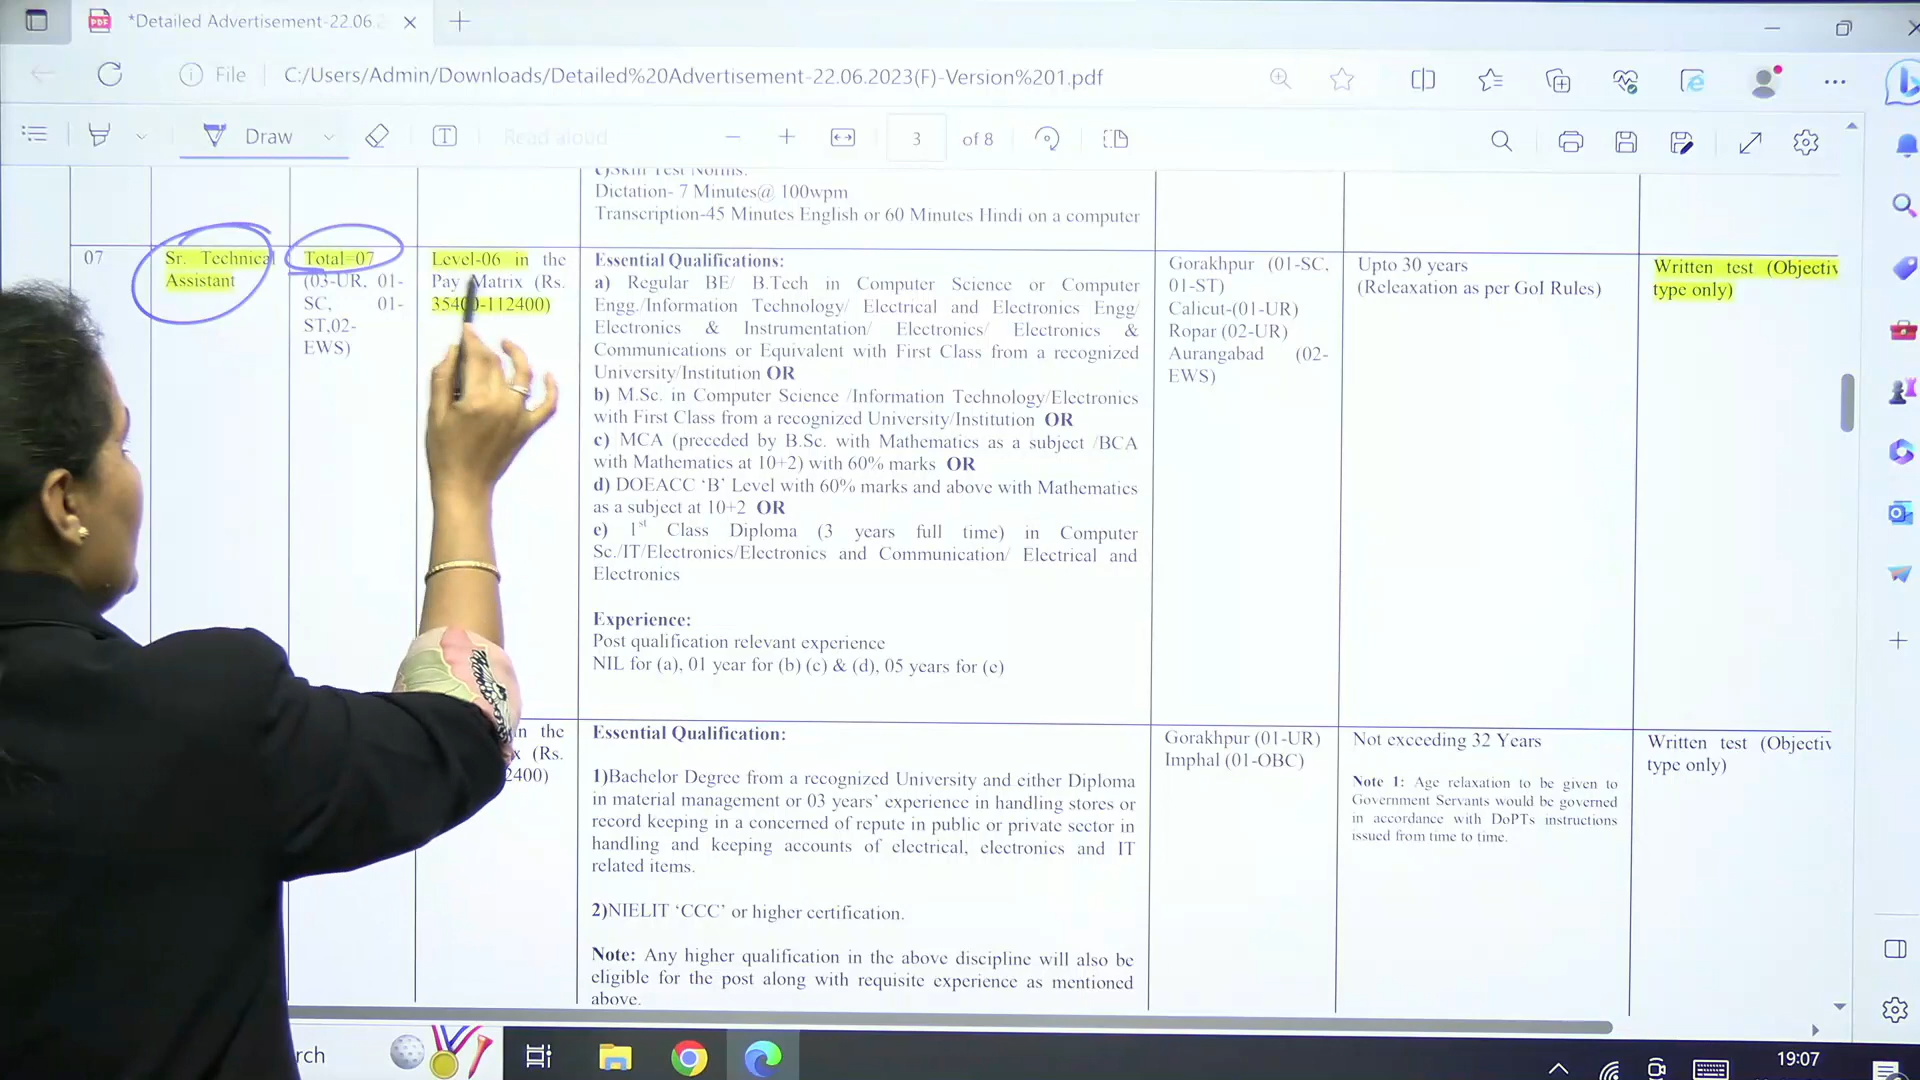 *Detailed Advertisement-22.06.2
File
C:/Users/Admin/Downloads/Detailed%20Advertisement-22.06.2023(F)-Version%201.pdf
Draw
Read aloud
3 of 8
c)Skill Test Norms:
Dictation- 7 Minutes@ 100wpm
Transcription-45 Minutes English or 60 Minutes Hindi on a computer
07
Sr. Technical
Assistant
Total=07
(03-UR, 01-
SC, 01-
ST,02-
EWS)
Level-06 in the
Pay Matrix (Rs.
35400-112400)
Essential Qualifications:
a) Regular BE/ B.Tech in Computer Science or Computer
Engg./Information Technology/ Electrical and Electronics Engg/
Electronics & Instrumentation/ Electronics/ Electronics &
Communications or Equivalent with First Class from a recognized
University/Institution OR
b) M.Sc. in Computer Science /Information Technology/Electronics
with First Class from a recognized University/Institution OR
c) MCA (preceded by B.Sc. with Mathematics as a subject /BCA
with Mathematics at 10+2) with 60% marks OR
d) DOEACC ‘B’ Level with 60% marks and above with Mathematics
as a subject at 10+2 OR
e) 1st Class Diploma (3 years full time) in Computer
Sc./IT/Electronics/Electronics and Communication/ Electrical and
Electronics
Experience:
Post qualification relevant experience
NIL for (a), 01 year for (b) (c) & (d), 05 years for (e)
Gorakhpur (01-SC,
01-ST)
Calicut-(01-UR)
Ropar (02-UR)
Aurangabad (02-
EWS)
Upto 30 years
(Releaxation as per GoI Rules)
Written test (Objectiv
type only)
in the
x (Rs.
2400)
Essential Qualification:
1)Bachelor Degree from a recognized University and either Diploma
in material management or 03 years’ experience in handling stores or
record keeping in a concerned of repute in public or private sector in
handling and keeping accounts of electrical, electronics and IT
related items.
2)NIELIT ‘CCC’ or higher certification.
Note: Any higher qualification in the above discipline will also be
eligible for the post along with requisite experience as mentioned
above.
Gorakhpur (01-UR)
Imphal (01-OBC)
Not exceeding 32 Years
Note 1: Age relaxation to be given to
Government Servants would be governed
in accordance with DoPTs instructions
issued from time to time.
Written test (Objectiv
type only)
rch
19:07